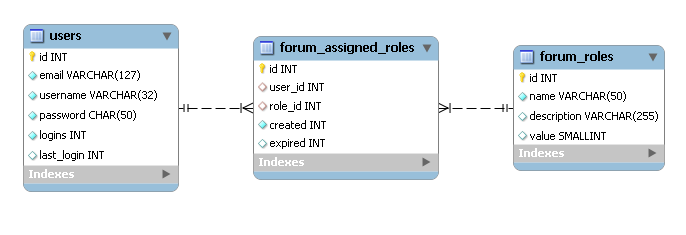 users
id INT
email VARCHAR(127)
username VARCHAR(32)
password CHAR(50)
logins INT
last_login INT
Indexes
forum_assigned_roles
id INT
user_id INT
role_id INT
created INT
expired INT
Indexes
forum_roles
id INT
name VARCHAR(50)
description VARCHAR(255)
value SMALLINT
Indexes